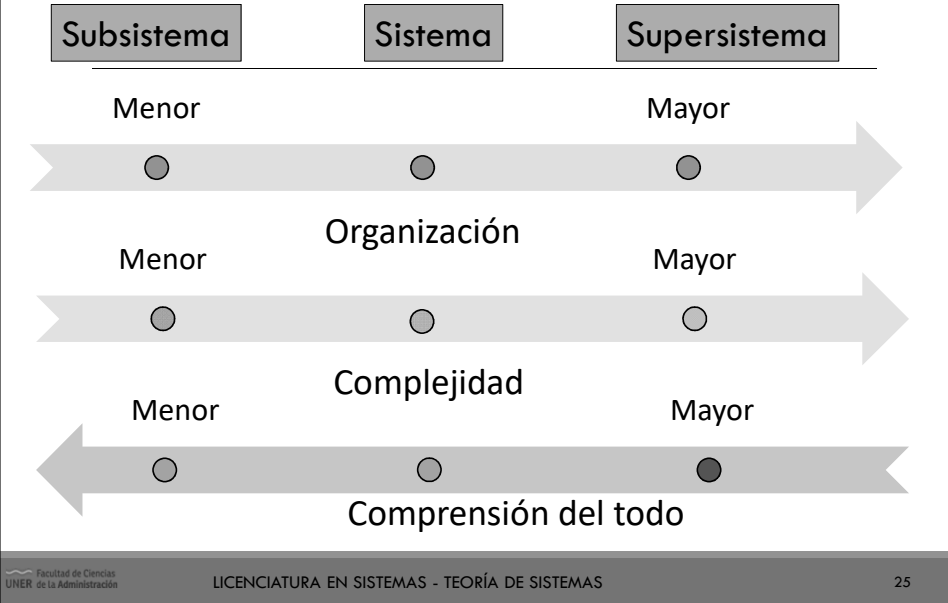 Subsistema Sistema Supersistema
Menor Mayor
Organización
Menor Mayor
Complejidad
Menor Mayor
Comprensión del todo
Facultad de Ciencias
UNER de la Administración
LICENCIATURA EN SISTEMAS - TEORÍA DE SISTEMAS 25